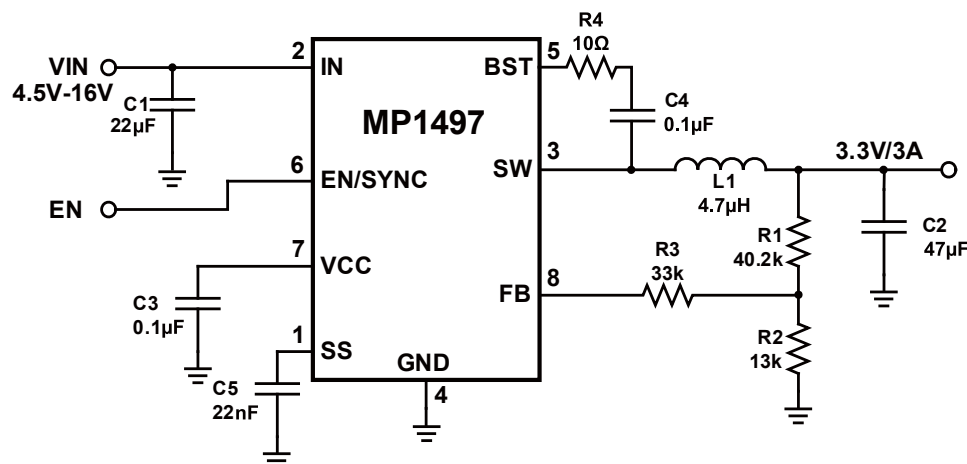 R4
10Ω
2
5
VIN
IN
BST
4.5V-16V
C1
22µF
MP1497
C4
0.1µF
3
3.3V/3A
SW
6
EN/SYNC
L1
4.7µH
EN
C2
47µF
R1
40.2k
7
VCC
R3
33k
8
FB
C3
0.1µF
1
SS
R2
13k
GND
C5
22nF
4